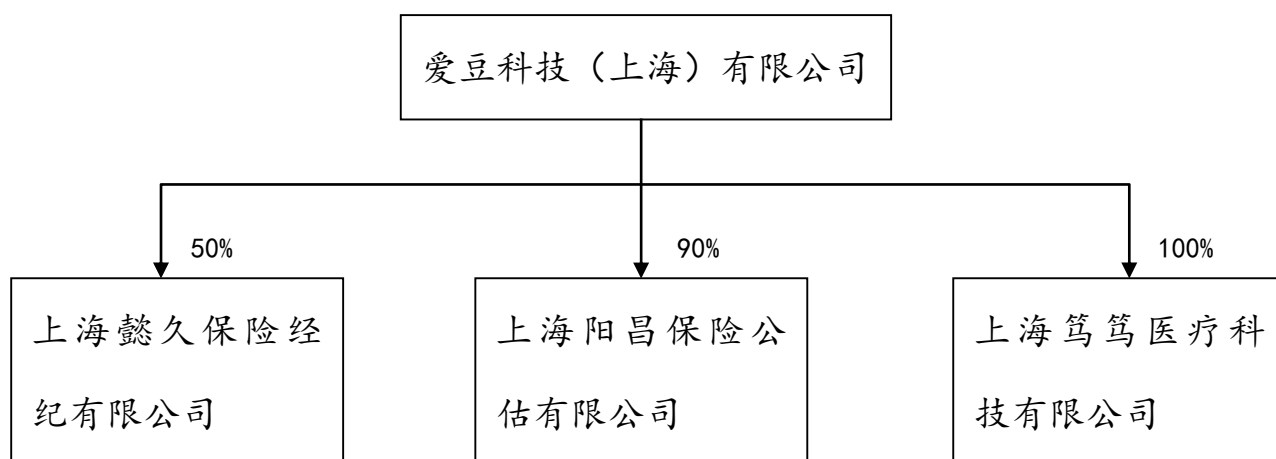 爱豆科技（上海）有限公司
50%
90%
100%
上海懿久保险经
纪有限公司
上海阳昌保险公
估有限公司
上海笃笃医疗科
技有限公司